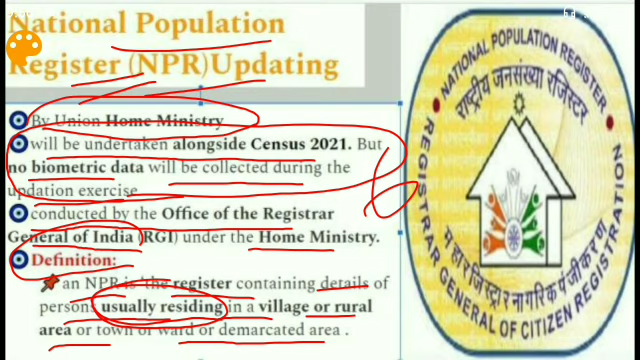 National Population
Register (NPR)Updating
By Union Home Ministry
will be undertaken alongside Census 2021. But
no biometric data will be collected during the
updation exercise
conducted by the Office of the Registrar
General of India (RGI) under the Home Ministry.
Definition:
an NPR is the register containing details of
persons usually residing in a village or rural
area or town or ward or demarcated area .
NATIONAL POPULATION REGISTER
राष्ट्रीय जनसंख्या रजिस्टर
महारजिस्ट्रार नागरिक पंजीकरण
REGISTRAR GENERAL OF CITIZEN REGISTRATION